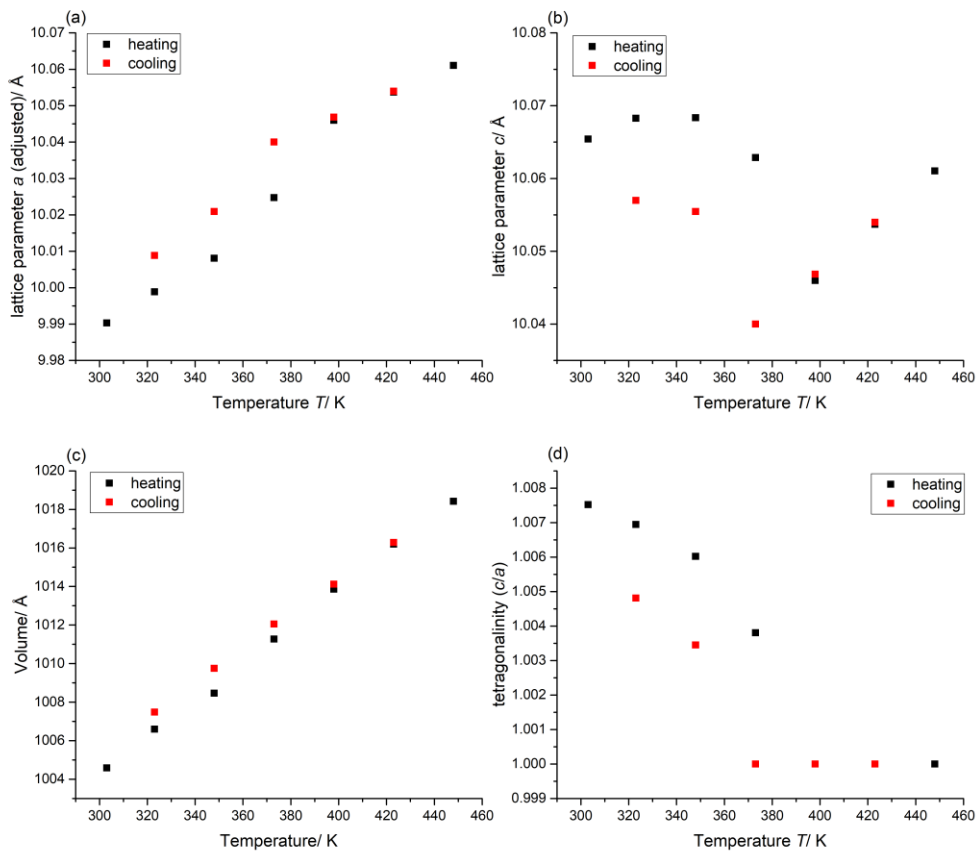 (a)
10.07
10.06
10.05
10.04
10.03
10.02
10.01
10.00
9.99
9.98
lattice parameter a (adjusted)/ Å
heating
cooling
300 320 340 360 380 400 420 440 460
Temperature T/ K
(b)
10.08
10.07
10.06
10.05
10.04
lattice parameter c/ Å
heating
cooling
300 320 340 360 380 400 420 440 460
Temperature T/ K
(c)
1020
1018
1016
1014
1012
1010
1008
1006
1004
Volume/ Å
heating
cooling
300 320 340 360 380 400 420 440 460
Temperature/ K
(d)
1.008
1.007
1.006
1.005
1.004
1.003
1.002
1.001
1.000
0.999
tetragonalinity (c/a)
heating
cooling
300 320 340 360 380 400 420 440 460
Temperature T/ K